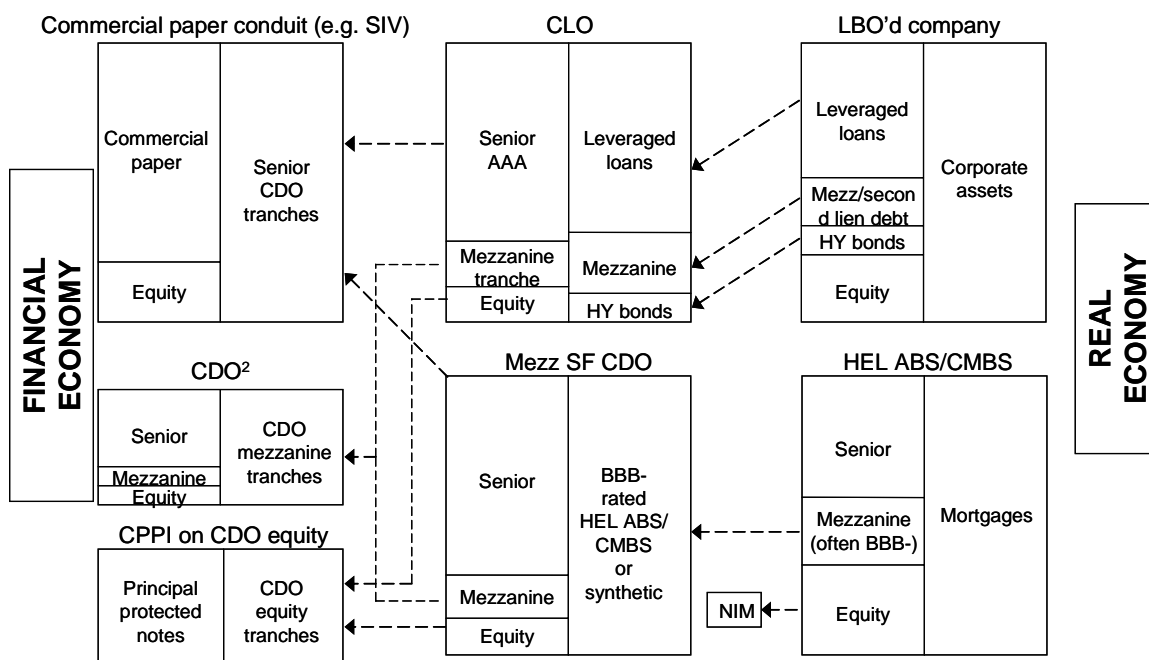 Commercial paper conduit (e.g. SIV)
CLO
LBO'd company
Commercial
paper
Equity
Senior
CDO
tranches
Senior
AAA
Mezzanine
tranche
Equity
Leveraged
loans
Mezzanine
HY bonds
Leveraged
loans
Mezz/secon
d lien debt
HY bonds
Equity
Corporate
assets
FINANCIAL
ECONOMY
REAL
ECONOMY
CDO²
Senior
Mezzanine
Equity
CDO
mezzanine
tranches
Mezz SF CDO
Senior
Mezzanine
Equity
BBB-
rated
HEL ABS/
CMBS
or
synthetic
HEL ABS/CMBS
Senior
Mezzanine
(often BBB-)
Equity
Mortgages
NIM
CPPI on CDO equity
Principal
protected
notes
CDO
equity
tranches